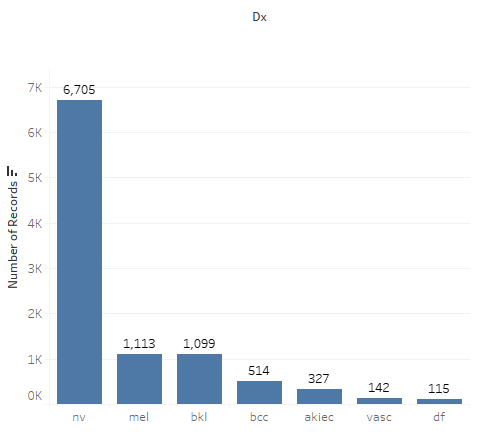 Dx
Number of Records
7K
6K
5K
4K
3K
2K
1K
0K
6,705
1,113
1,099
514
327
142
115
nv
mel
bkl
bcc
akiec
vasc
df